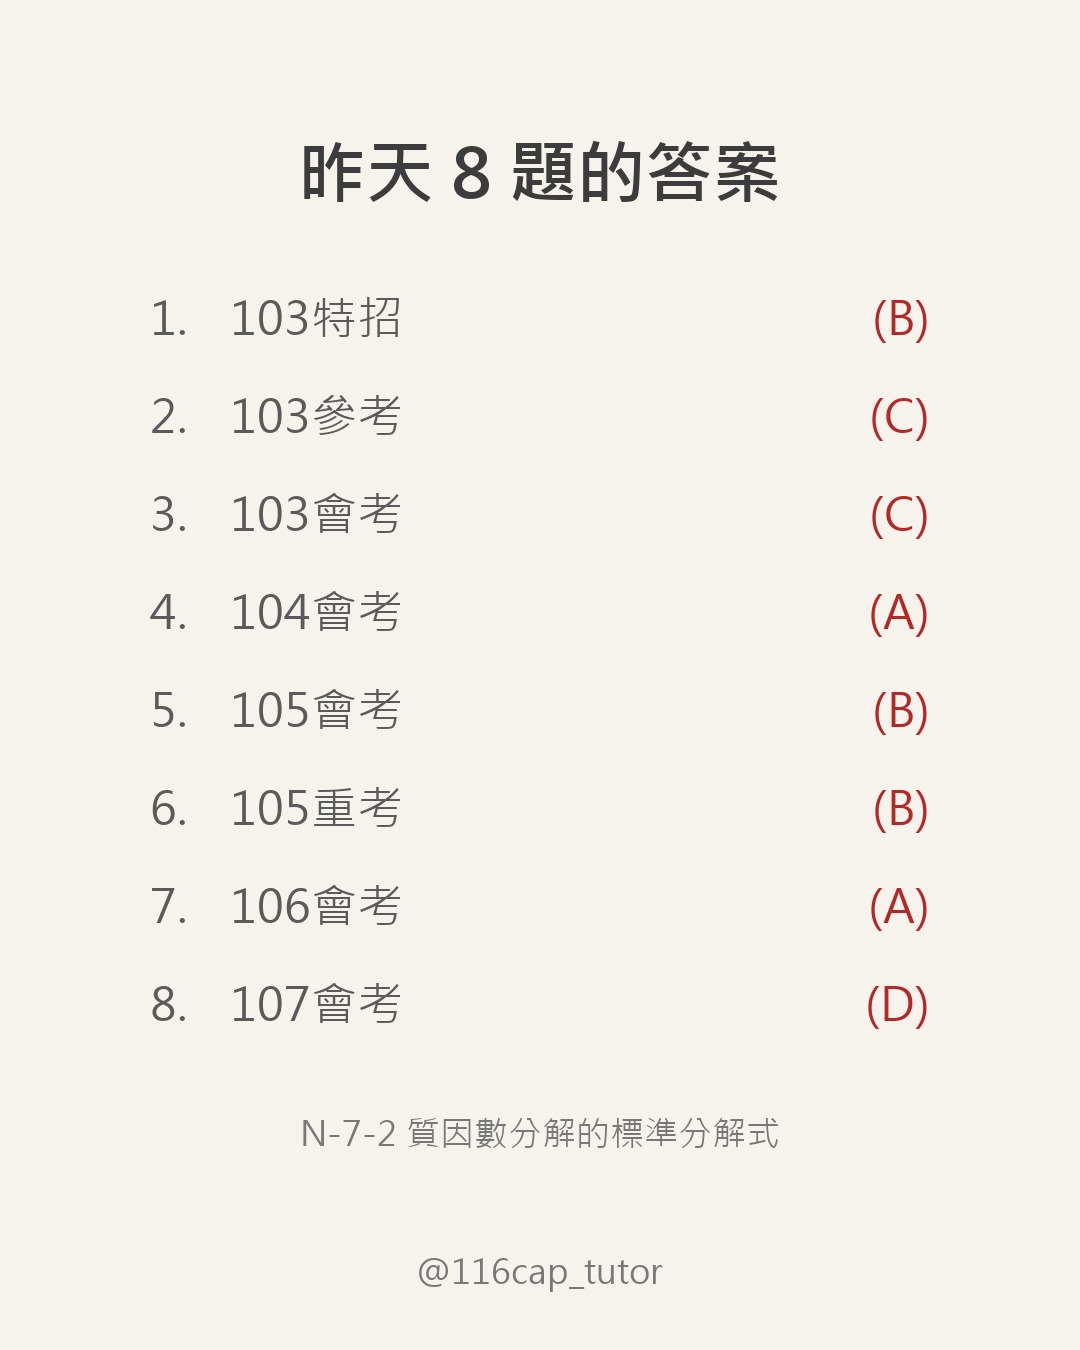 昨天 8 題的答案
1. 103特招 (B)
2. 103參考 (C)
3. 103會考 (C)
4. 104會考 (A)
5. 105會考 (B)
6. 105重考 (B)
7. 106會考 (A)
8. 107會考 (D)
N-7-2 質因數分解的標準分解式
@116cap_tutor